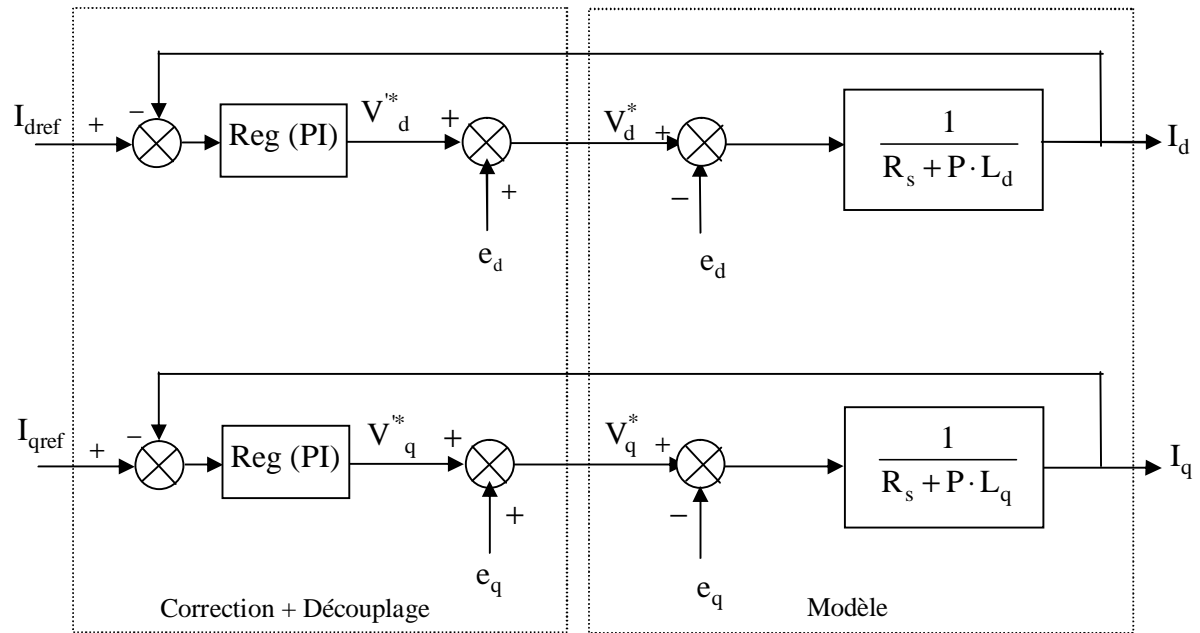 I_dref + − Reg (PI) V'*_d + + e_d V*_d + − e_d 1 / (R_s + P · L_d) I_d
I_qref + − Reg (PI) V'*_q + + e_q V*_q + − e_q 1 / (R_s + P · L_q) I_q
Correction + Découplage
Modèle